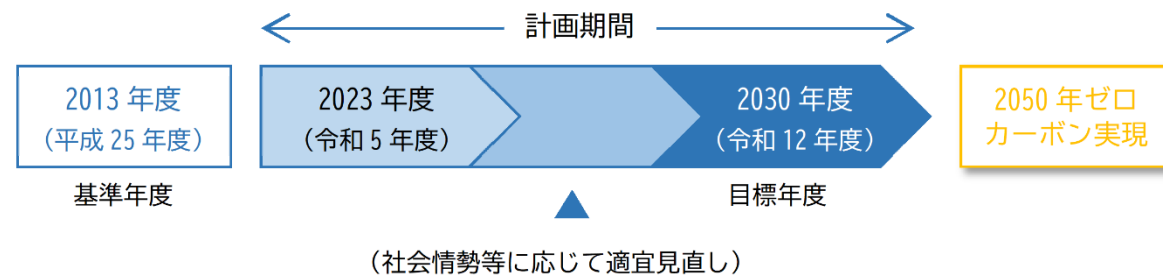 計画期間
2013 年度
（平成 25 年度）
2023 年度
（令和 5 年度）
2030 年度
（令和 12 年度）
2050 年ゼロ
カーボン実現
基準年度
目標年度
（社会情勢等に応じて適宜見直し）